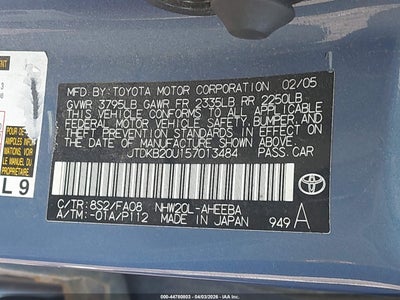 MFD. BY: TOYOTA MOTOR CORPORATION 02/05
GVWR 3795LB GAWR FR 2335LB RR 2250LB
THIS VEHICLE CONFORMS TO ALL APPLICABLE
FEDERAL MOTOR VEHICLE SAFETY, BUMPER, AND
THEFT PREVENTION STANDARDS IN EFFECT ON
THE DATE OF MANUFACTURE SHOWN ABOVE.
JTDKB20U157013484 PASS.CAR
C/TR:8S2/FA08 NHW20L-AHEEBA
A/TM:-01A/P112 MADE IN JAPAN 949 A
TOYOTA
L9
ID: 000-44780803 - 04/03/2026 - © IAA, LLC